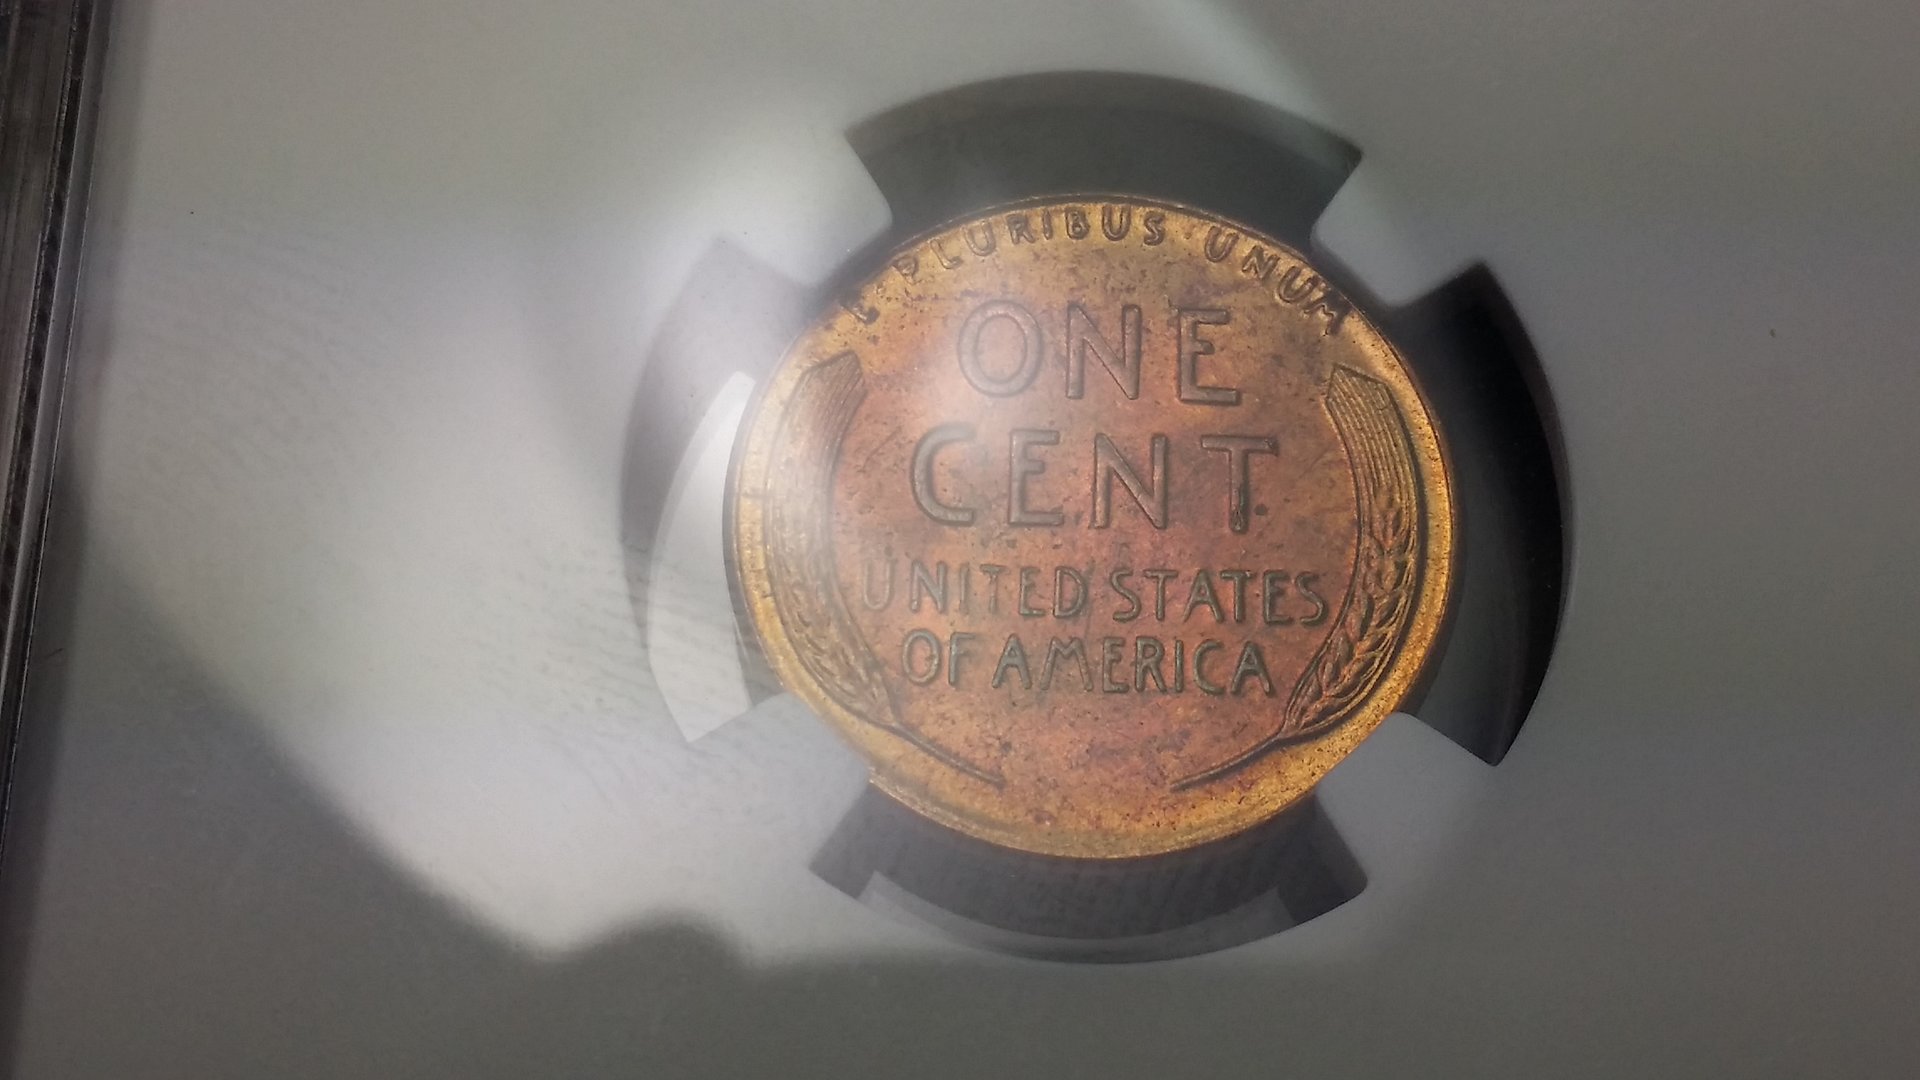 E PLURIBUS · UNUM
ONE
CENT
UNITED STATES
OF AMERICA